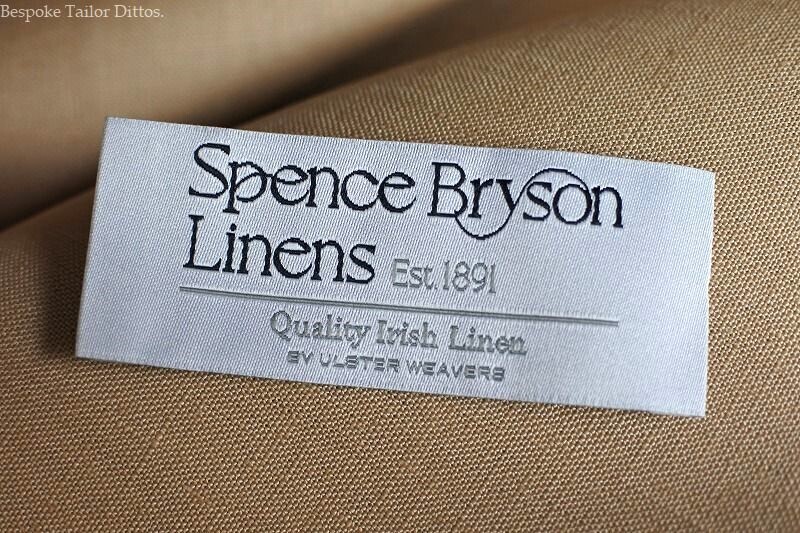 Bespoke Tailor Dittos.
Spence Bryson
Linens Est.1891
Quality Irish Linen
BY ULSTER WEAVERS